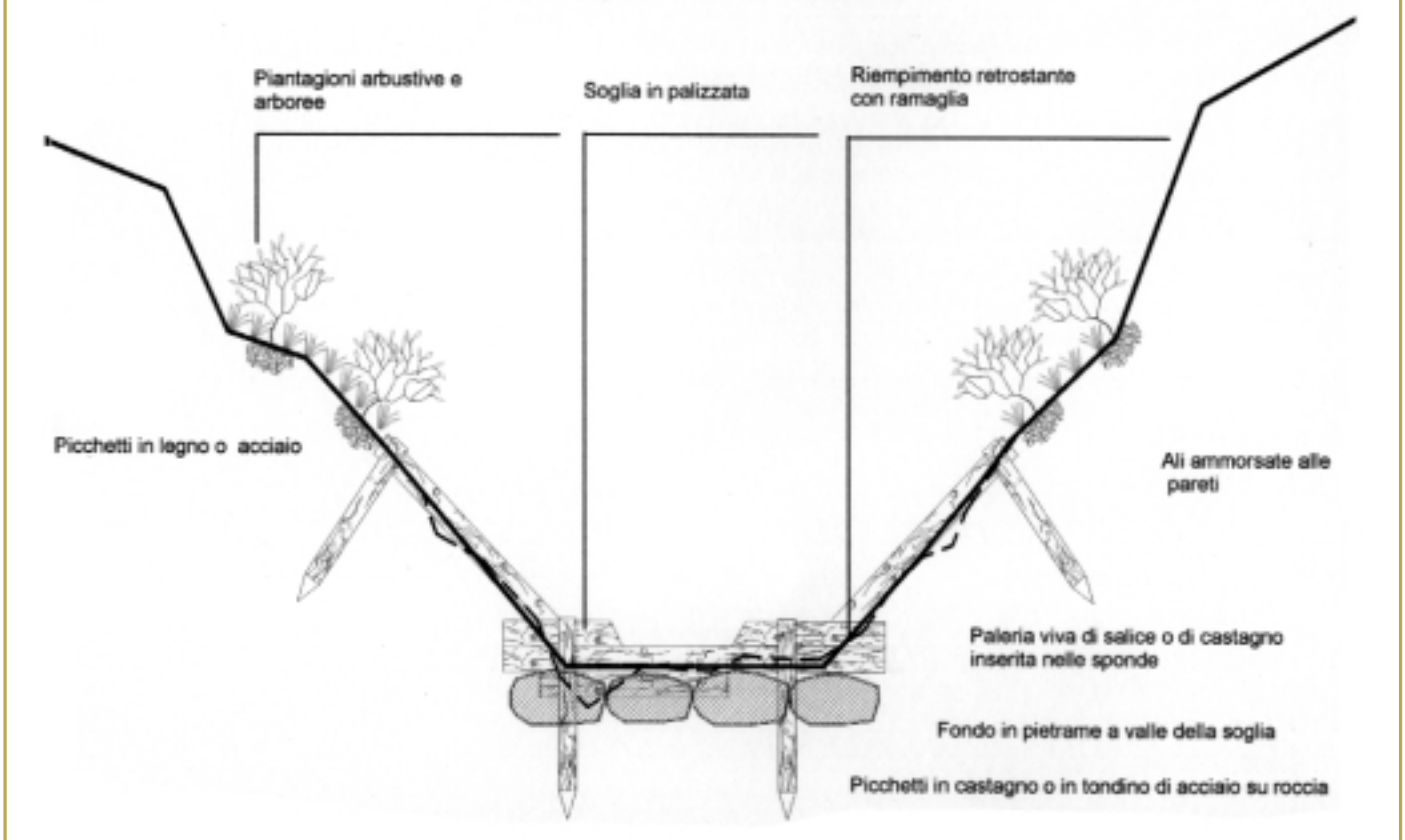 Piantagioni arbustive e
arboree
Soglia in palizzata
Riempimento retrostante
con ramaglia
Picchetti in legno o acciaio
Ali ammorsate alle
pareti
Paleria viva di salice o di castagno
inserita nelle sponde
Fondo in pietrame a valle della soglia
Picchetti in castagno o in tondino di acciaio su roccia